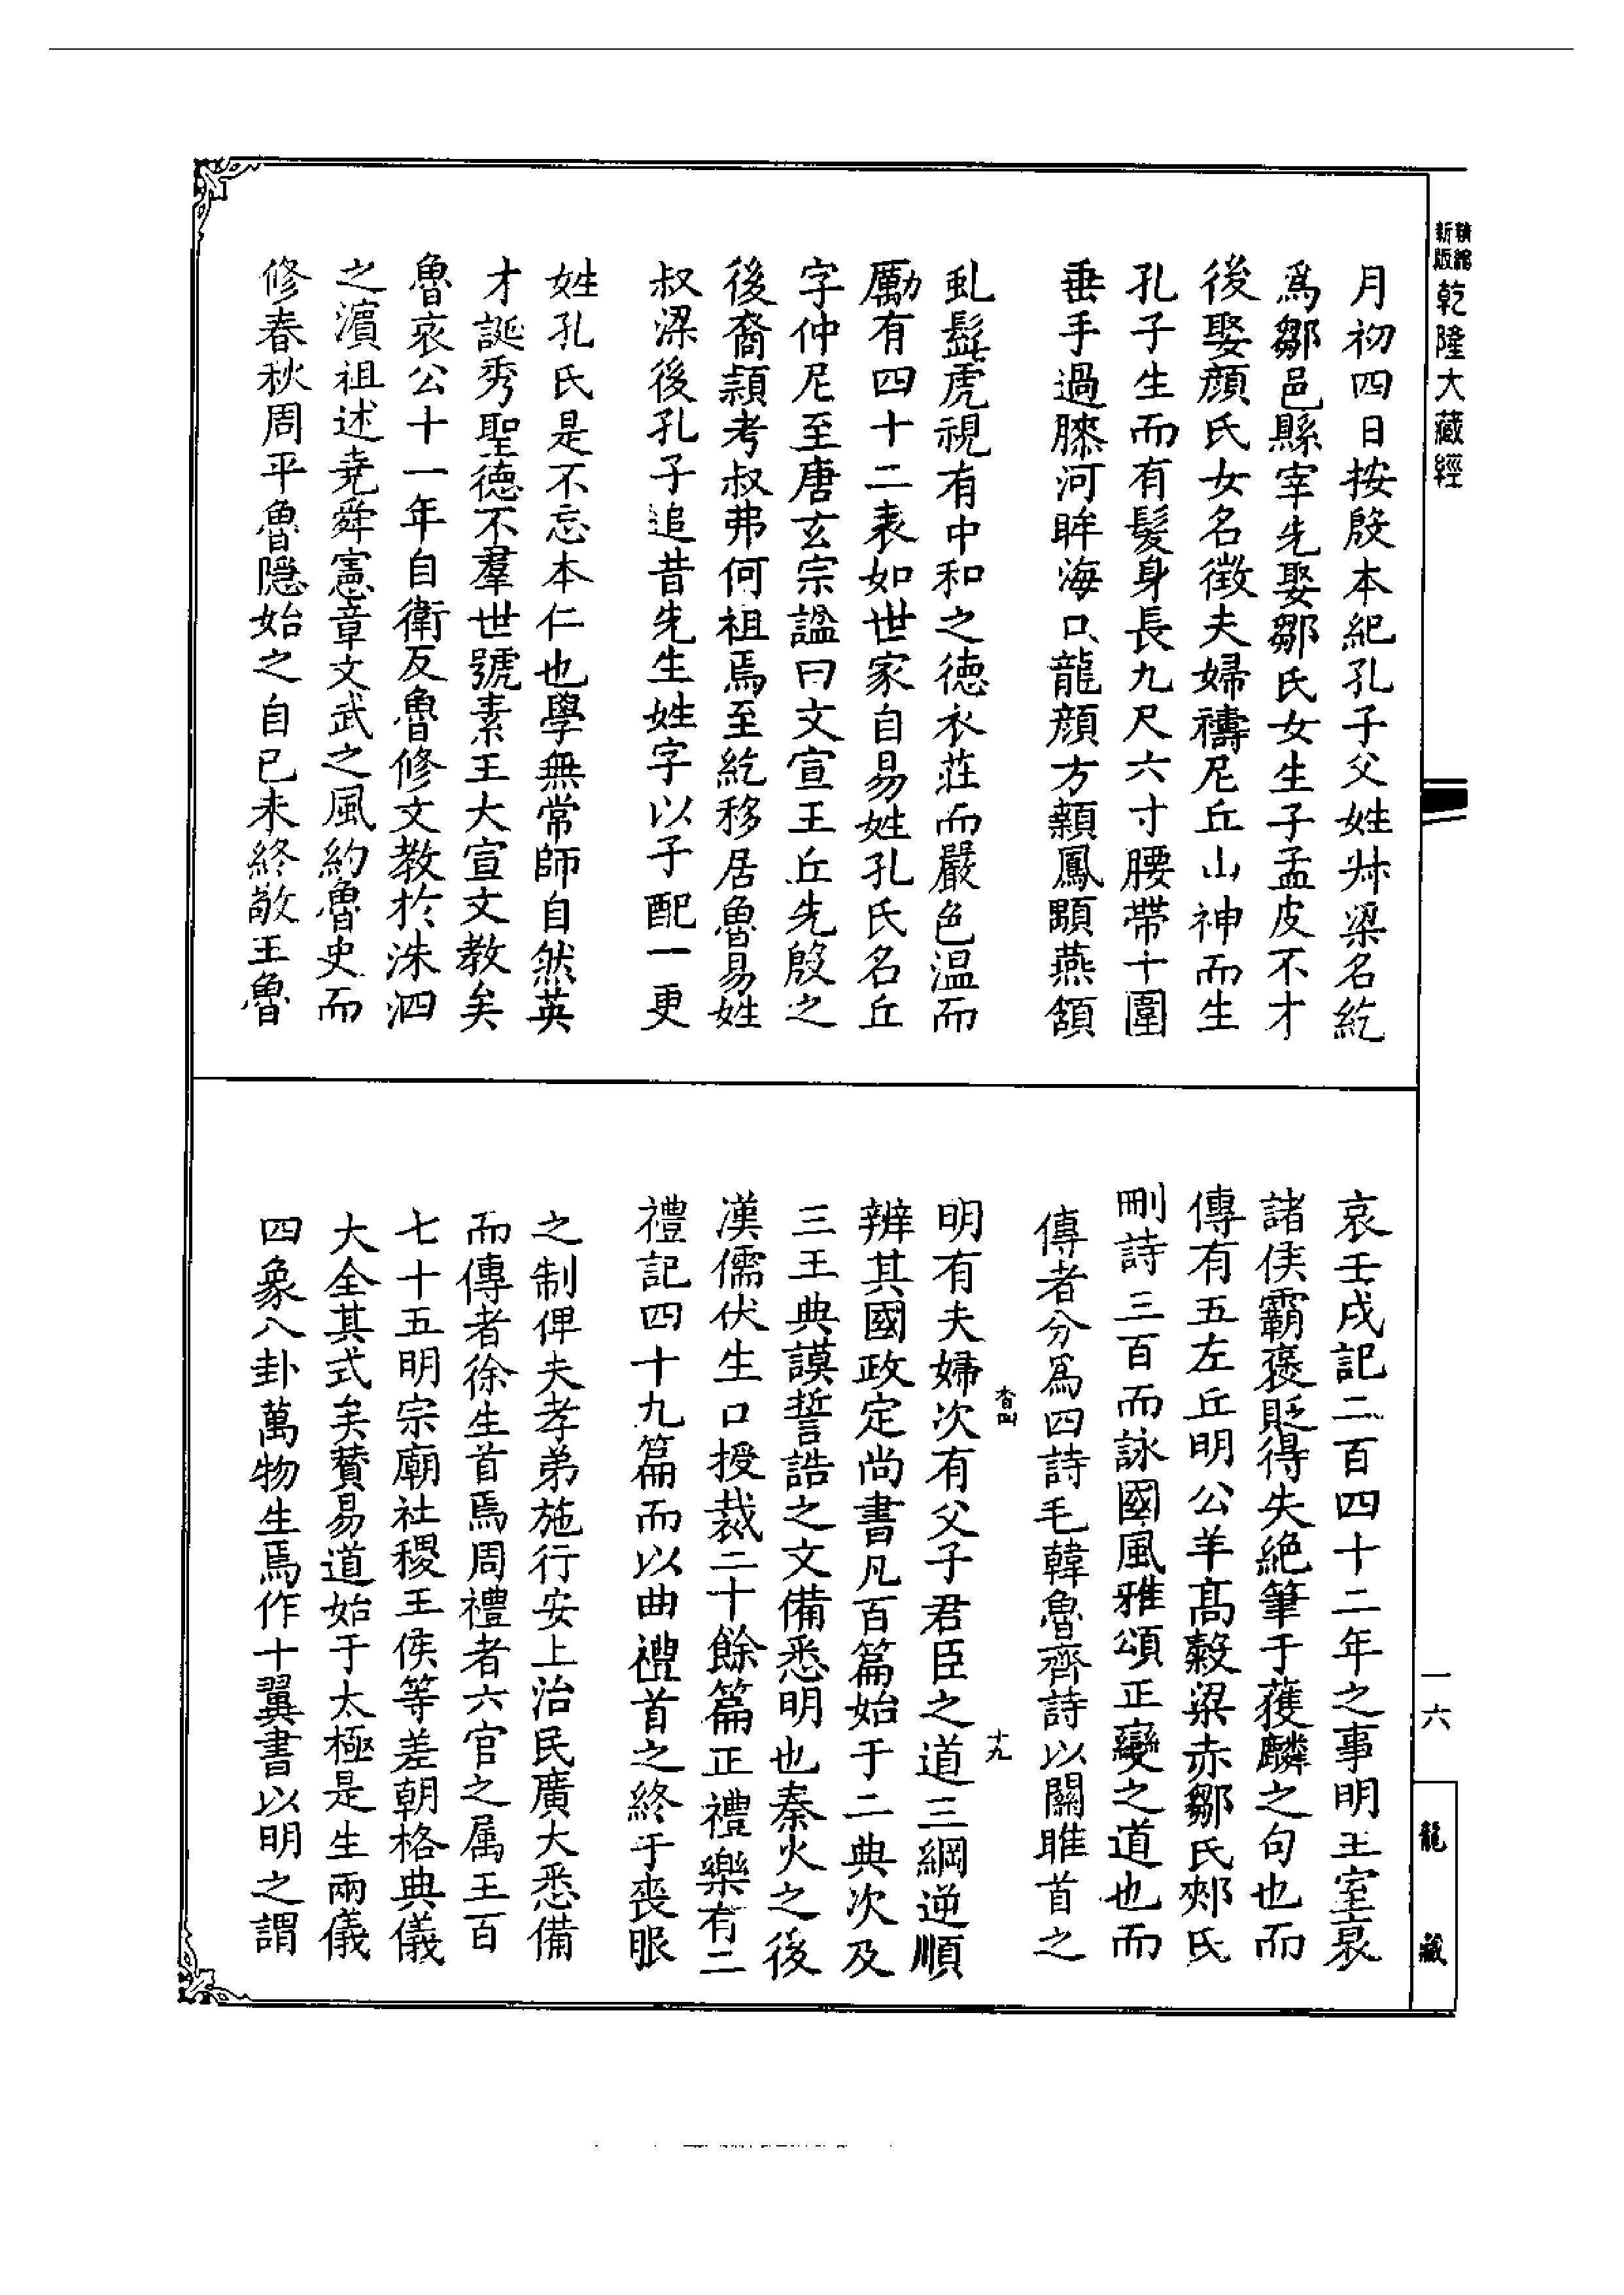 新版
精縮
乾隆大藏經
月初四日按殷本紀孔子父姓叔梁名紇
爲鄒邑縣宰先娶鄒氏女生子孟皮不才
後娶顏氏女名徵夫婦禱尼丘山神而生
孔子生而有髮身長九尺六寸腰帶十圍
垂手過膝河眸海口龍顏方顙鳳顒燕頷
虬髭虎視有中和之德衣莊而嚴色温而
厲有四十二表如世家自易姓孔氏名丘
字仲尼至唐玄宗謚曰文宣王丘先殷之
後裔頴考叔弗何祖焉至紇移居魯易姓
叔梁後孔子追昔先生姓字以子配一更
姓孔氏是不忘本仁也學無常師自然英
才誕秀聖德不羣世號素王大宣文教矣
魯哀公十一年自衛反魯修文教於洙泗
之濵祖述堯舜憲章文武之風約魯史而
修春秋周平魯隱始之自已未終敬王魯
哀壬戌記二百四十二年之事明王室衰
諸侯霸褒貶得失絕筆于蒦麟之句也而
傳有五左丘明公羊髙糓梁赤鄒氏郟氏
刪詩三百而詠國風雅頌正變之道也而
傳者分爲四詩毛韓魯齊詩以關雎首之
明有夫婦次有父子君臣之道三綱逆順
辨其國政定尚書凡百篇始于二典次及
三王典謨誓誥之文備悉明也秦火之後
漢儒伏生口授裁二十餘篇正禮樂有二
禮記四十九篇而以曲禮首之終于喪服
之制俾夫孝弟施行安上治民廣大悉備
而傳者徐生首焉周禮者六官之属王百
七十五明宗廟社稷王侯等差朝格典儀
大全其式矣贊易道始于太極是生兩儀
四象八卦萬物生焉作十翼書以明之謂
十九
一六
龍藏